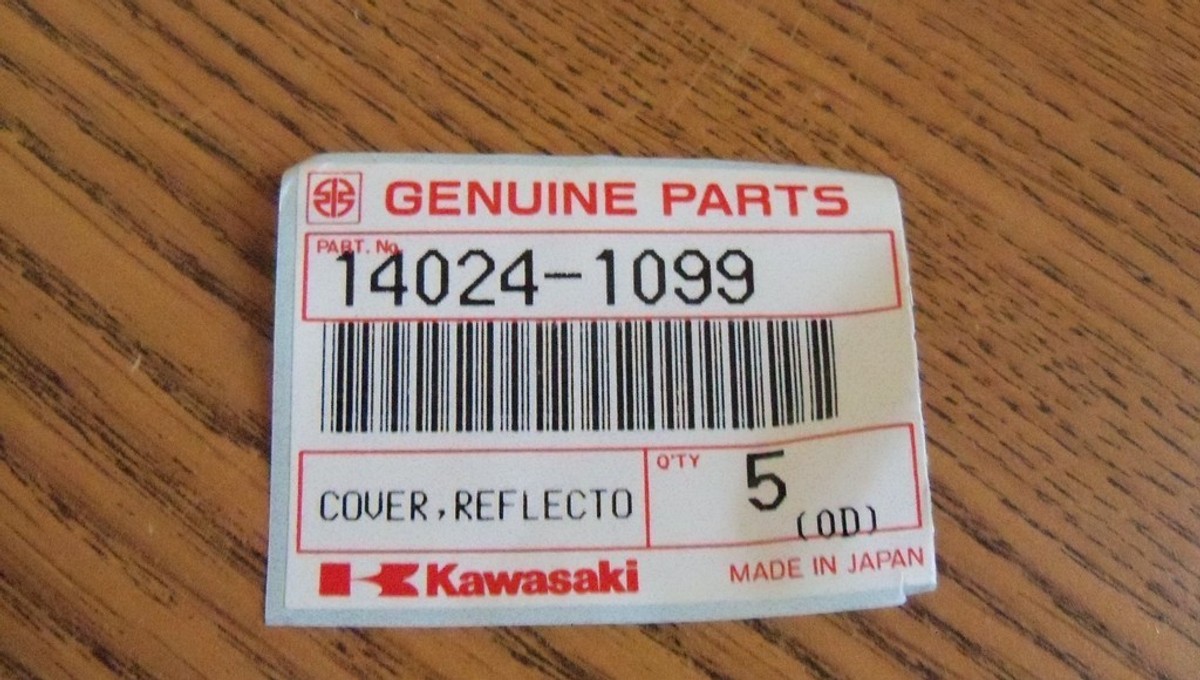 GENUINE PARTS
PART. No.
14024-1099
COVER,REFLECTO
Q'TY
5
(OD)
Kawasaki
MADE IN JAPAN